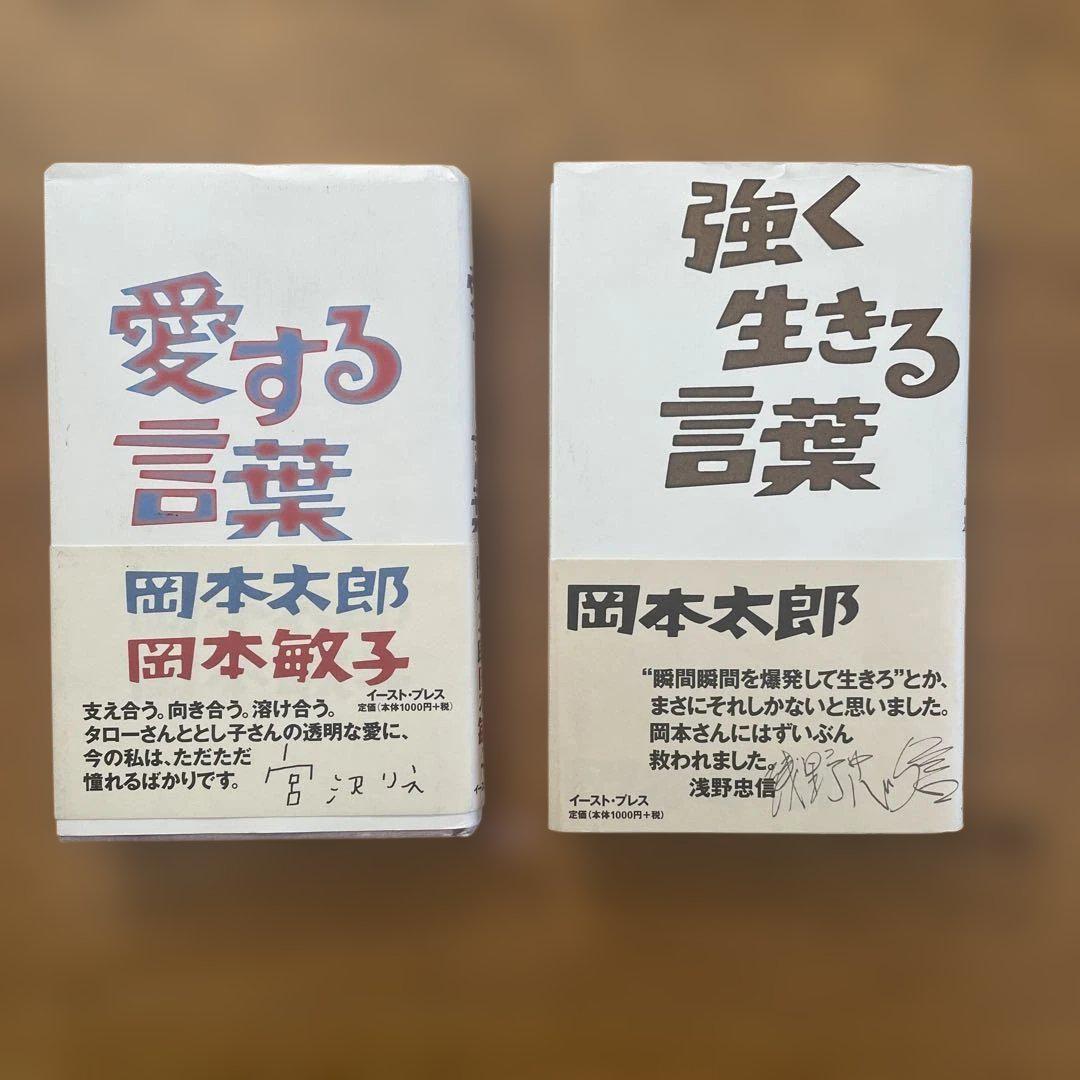 愛する
言葉
岡本太郎
岡本敏子
イースト・プレス
定価(本体1000円+税)
支え合う。向き合う。溶け合う。
タローさんととし子さんの透明な愛に、
今の私は、ただただ
憧れるばかりです。
宮沢りえ
強く
生きる
言葉
岡本太郎
“瞬間瞬間を爆発して生きろ”とか、
まさにそれしかないと思いました。
岡本さんにはずいぶん
救われました。
浅野忠信
浅野忠信
イースト・プレス
定価(本体1000円+税)